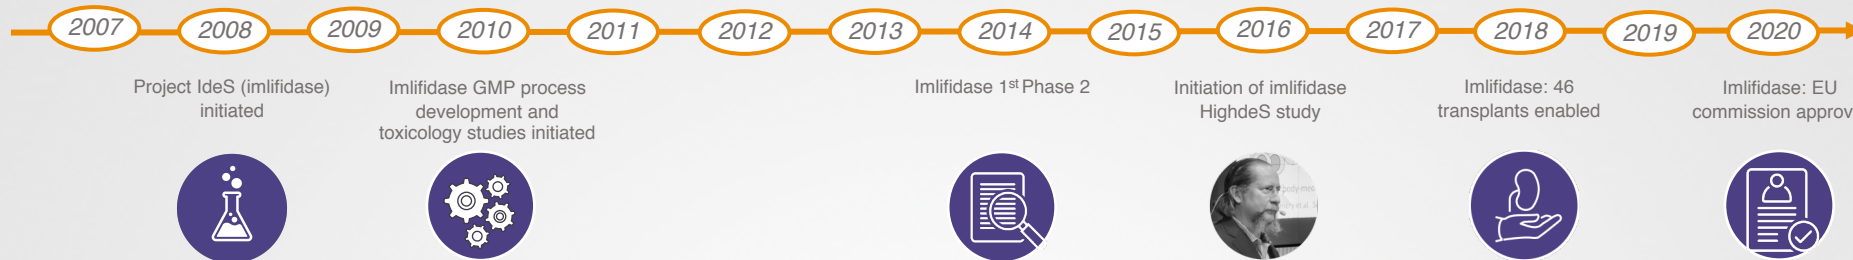 2007 2008 2009 2010 2011 2012 2013 2014 2015 2016 2017 2018 2019 2020
Project IdeS (imlifidase)
initiated
Imlifidase GMP process
development and
toxicology studies initiated
Imlifidase 1st Phase 2
Initiation of imlifidase
HighdeS study
Imlifidase: 46
transplants enabled
Imlifidase: EU
commission approv